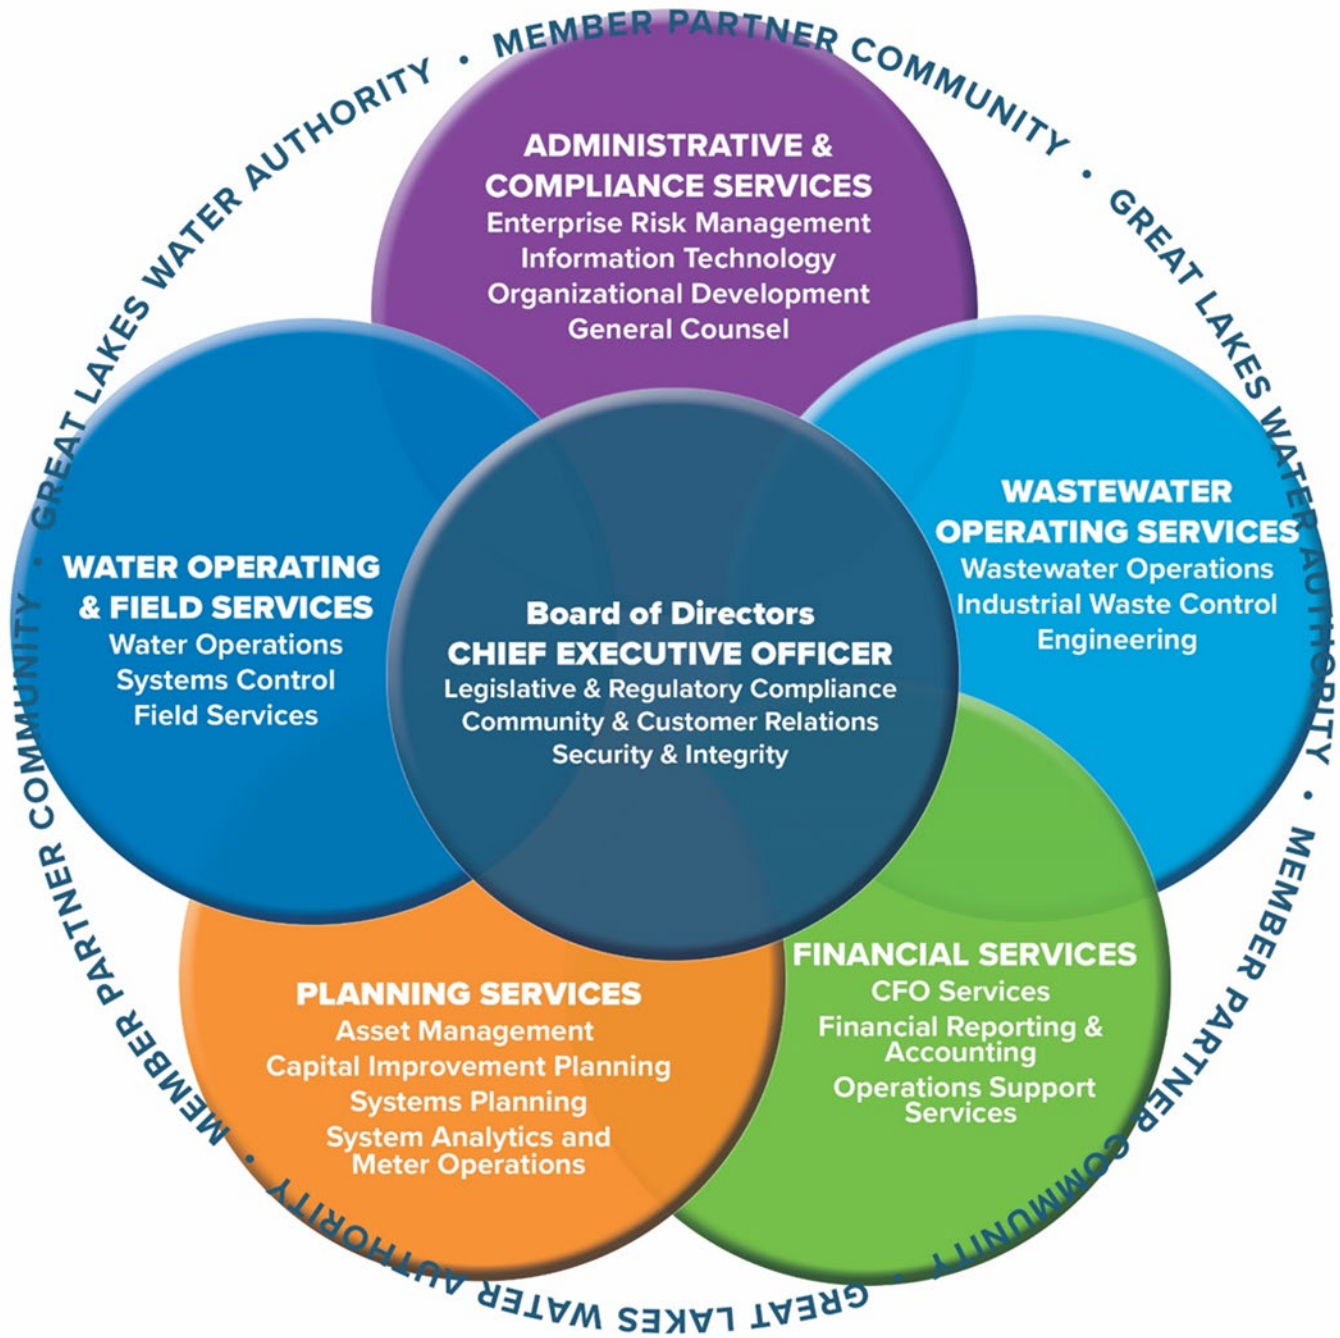 MEMBER PARTNER COMMUNITY • GREAT LAKES WATER AUTHORITY • MEMBER PARTNER COMMUNITY • GREAT LAKES WATER AUTHORITY • MEMBER PARTNER COMMUNITY • GREAT LAKES WATER AUTHORITY •
ADMINISTRATIVE &
COMPLIANCE SERVICES
Enterprise Risk Management
Information Technology
Organizational Development
General Counsel
WASTEWATER
OPERATING SERVICES
Wastewater Operations
Industrial Waste Control
Engineering
WATER OPERATING
& FIELD SERVICES
Water Operations
Systems Control
Field Services
Board of Directors
CHIEF EXECUTIVE OFFICER
Legislative & Regulatory Compliance
Community & Customer Relations
Security & Integrity
FINANCIAL SERVICES
CFO Services
Financial Reporting &
Accounting
Operations Support
Services
PLANNING SERVICES
Asset Management
Capital Improvement Planning
Systems Planning
System Analytics and
Meter Operations